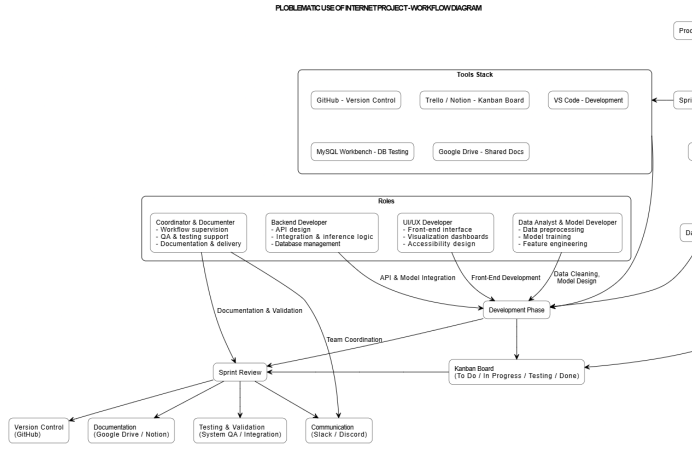 PLOBLEMATIC USE OF INTERNET PROJECT - WORKFLOW DIAGRAM
Tools Stack
GitHub - Version Control
Trello / Notion - Kanban Board
VS Code - Development
MySQL Workbench - DB Testing
Google Drive - Shared Docs
Roles
Coordinator & Documenter
- Workflow supervision
- QA & testing support
- Documentation & delivery
Backend Developer
- API design
- Integration & inference logic
- Database management
UI/UX Developer
- Front-end interface
- Visualization dashboards
- Accessibility design
Data Analyst & Model Developer
- Data preprocessing
- Model training
- Feature engineering
API & Model Integration
Front-End Development
Data Cleaning,
Model Design
Development Phase
Documentation & Validation
Team Coordination
Sprint Review
Kanban Board
(To Do / In Progress / Testing / Done)
Version Control
(GitHub)
Documentation
(Google Drive / Notion)
Testing & Validation
(System QA / Integration)
Communication
(Slack / Discord)